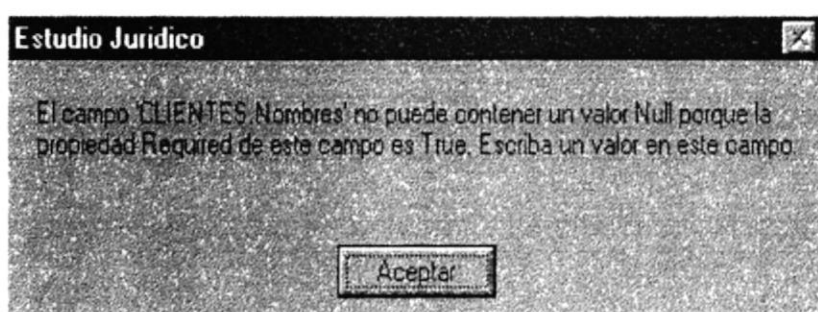 Estudio Jurídico
El campo 'CLIENTES.Nombres' no puede contener un valor Null porque la
propiedad Required de este campo es True. Escriba un valor en este campo.
Aceptar